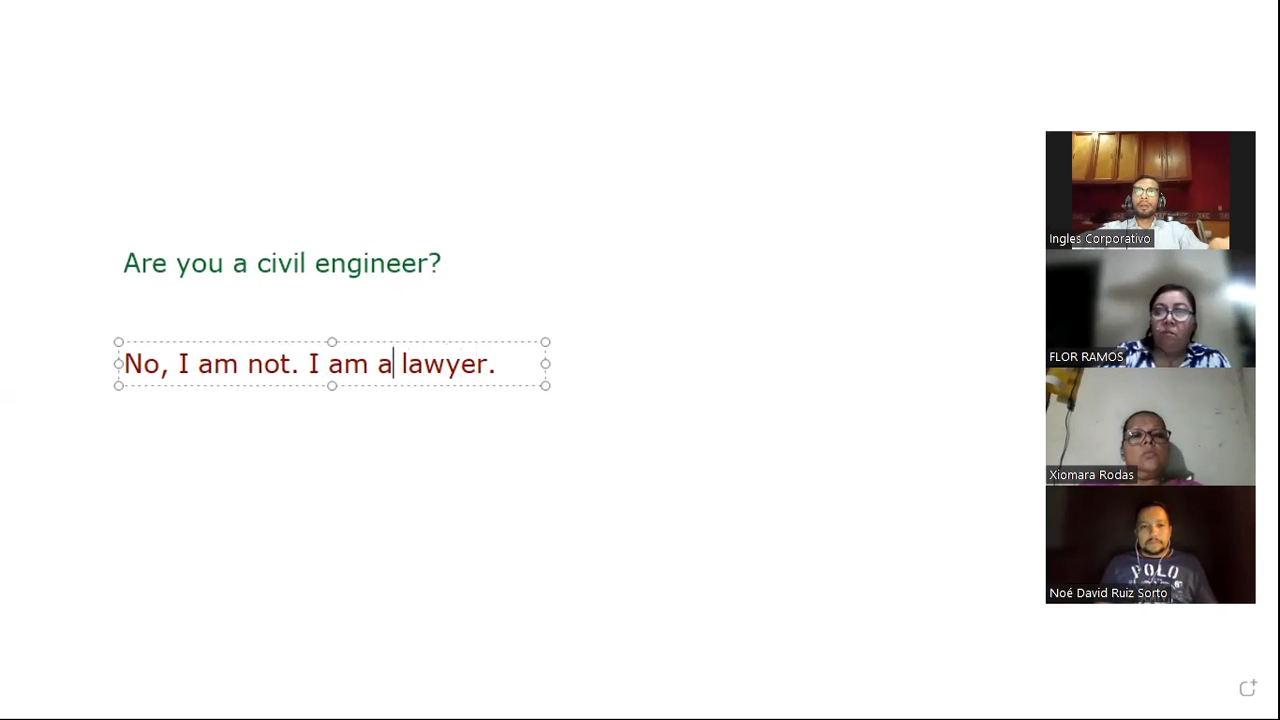 Are you a civil engineer?
No, I am not. I am a lawyer.
Ingles Corporativo
FLOR RAMOS
Xiomara Rodas
POLO
Noé David Ruiz Sorto